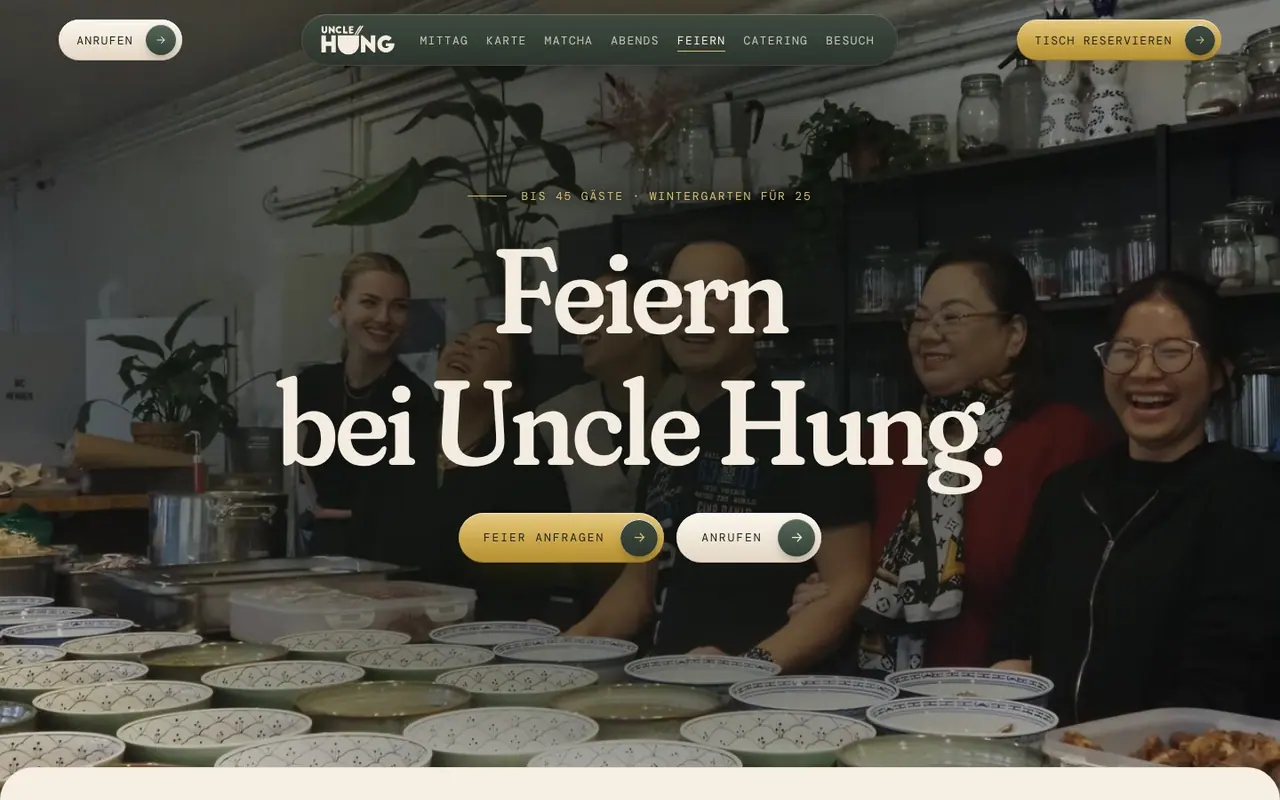 ANRUFEN →
UNCLE HUNG
MITTAG KARTE MATCHA ABENDS FEIERN CATERING BESUCH
TISCH RESERVIEREN →
BIS 45 GÄSTE · WINTERGARTEN FÜR 25
Feiern
bei Uncle Hung.
FEIER ANFRAGEN →
ANRUFEN →